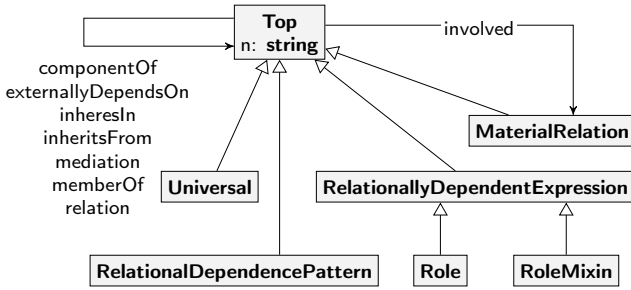 Top
n: string
involved
componentOf
externallyDependsOn
inheresIn
inheritsFrom
mediation
memberOf
relation
MaterialRelation
Universal
RelationallyDependentExpression
RelationalDependencePattern
Role
RoleMixin